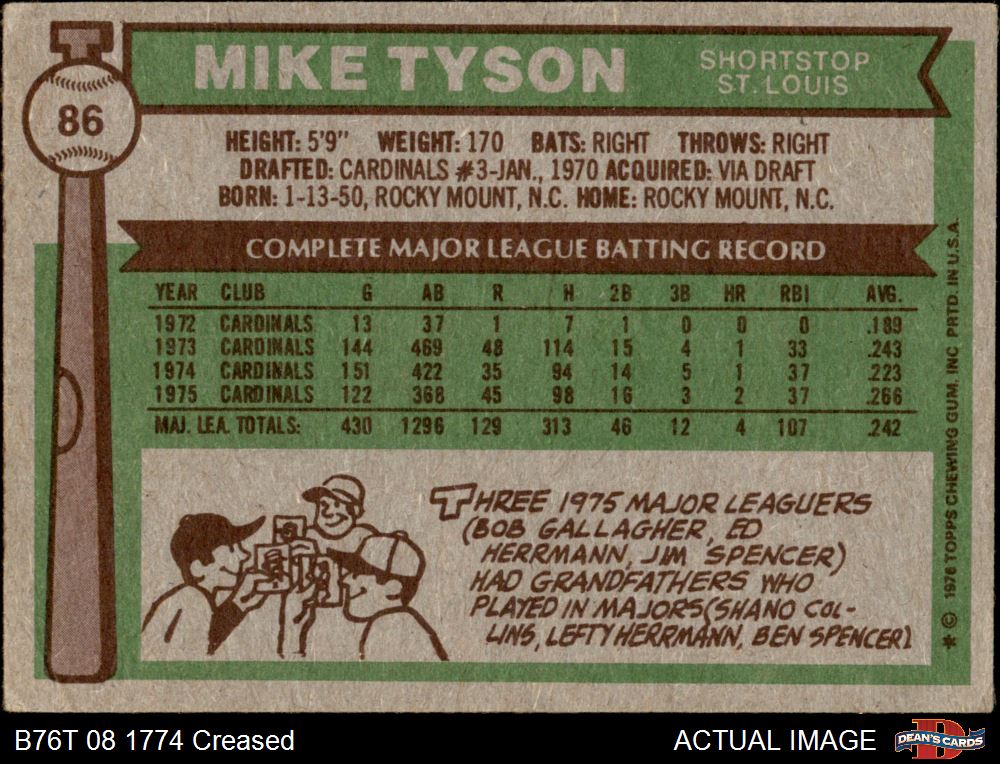 86
MIKE TYSON
SHORTSTOP
ST. LOUIS
HEIGHT: 5'9" WEIGHT: 170 BATS: RIGHT THROWS: RIGHT
DRAFTED: CARDINALS #3-JAN., 1970 ACQUIRED: VIA DRAFT
BORN: 1-13-50, ROCKY MOUNT, N.C. HOME: ROCKY MOUNT, N.C.
COMPLETE MAJOR LEAGUE BATTING RECORD
YEAR CLUB G AB R H 2B 3B HR RBI AVG.
1972 CARDINALS 13 37 1 7 1 0 0 0 .189
1973 CARDINALS 144 469 48 114 15 4 1 33 .243
1974 CARDINALS 151 422 35 94 14 5 1 37 .223
1975 CARDINALS 122 368 45 98 16 3 2 37 .266
MAJ. LEA. TOTALS: 430 1296 129 313 46 12 4 107 .242
THREE 1975 MAJOR LEAGUERS
(BOB GALLAGHER, ED
HERRMANN, JIM SPENCER)
HAD GRANDFATHERS WHO
PLAYED IN MAJORS (SHANO COL-
LINS, LEFTY HERRMANN, BEN SPENCER)
* © 1976 TOPPS CHEWING GUM, INC PRTD. IN U.S.A.
B76T 08 1774 Creased
ACTUAL IMAGE
DEAN'S CARDS